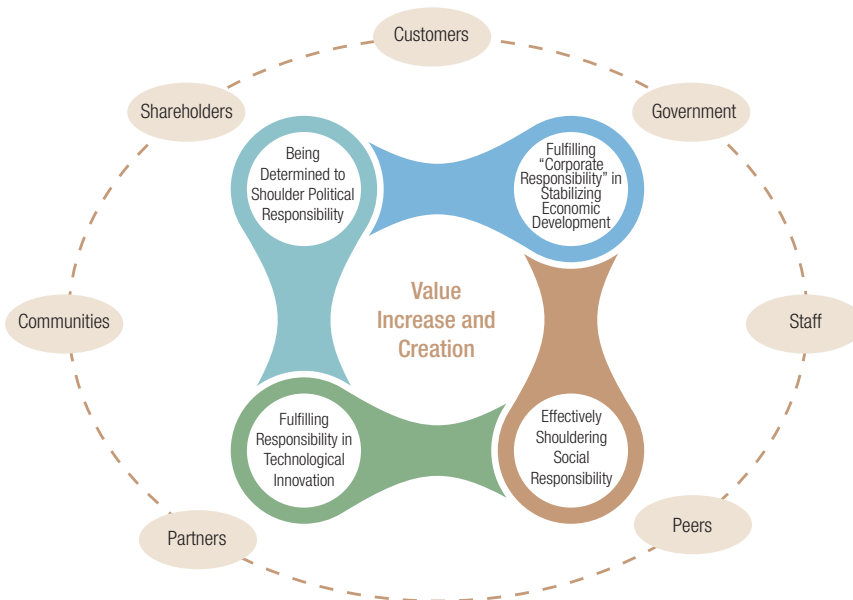 Customers
Shareholders
Government
Being
Determined to
Shoulder Political
Responsibility
Fulfilling
“Corporate
Responsibility” in
Stabilizing
Economic
Development
Value
Increase and
Creation
Communities
Staff
Fulfilling
Responsibility in
Technological
Innovation
Effectively
Shouldering
Social
Responsibility
Partners
Peers